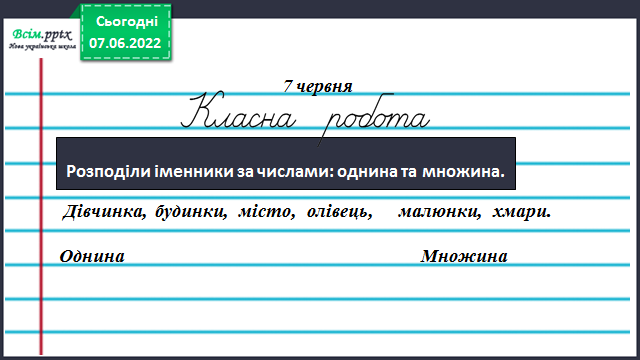 Всім.pptx
Нова українська школа
Сьогодні
07.06.2022
7 червня
Класна робота
Розподіли іменники за числами: однина та множина.
Дівчинка, будинки, місто, олівець, малюнки, хмари.
Однина Множина